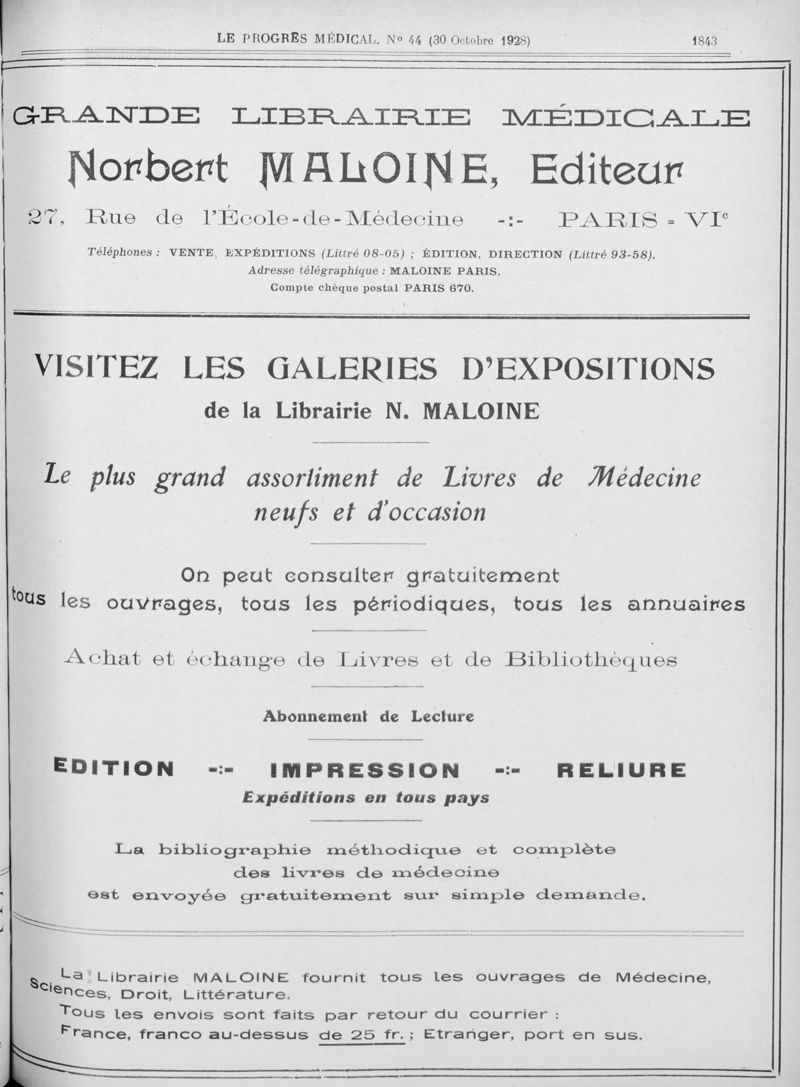 LE PROGRÈS MÉDICAL. No 44 (30 Octobre 1928) 1843
GRANDE LIBRAIRIE MÉDICALE
Norbert MALOINE, Editeur
27, Rue de l'École-de-Médecine -:- PARIS - VIe
Téléphones : VENTE, EXPÉDITIONS (Littré 08-05) ; ÉDITION, DIRECTION (Littré 93-58).
Adresse télégraphique : MALOINE PARIS.
Compte chèque postal PARIS 670.
VISITEZ LES GALERIES D'EXPOSITIONS
de la Librairie N. MALOINE
Le plus grand assortiment de Livres de Médecine
neufs et d'occasion
On peut consulter gratuitement
tous les ouvrages, tous les périodiques, tous les annuaires
Achat et échange de Livres et de Bibliothèques
Abonnement de Lecture
EDITION -:- IMPRESSION -:- RELIURE
Expéditions en tous pays
La bibliographie méthodique et complète
des livres de médecine
est envoyée gratuitement sur simple demande.
La Librairie MALOINE fournit tous les ouvrages de Médecine,
Sciences, Droit, Littérature.
Tous les envois sont faits par retour du courrier :
France, franco au-dessus de 25 fr. ; Etranger, port en sus.